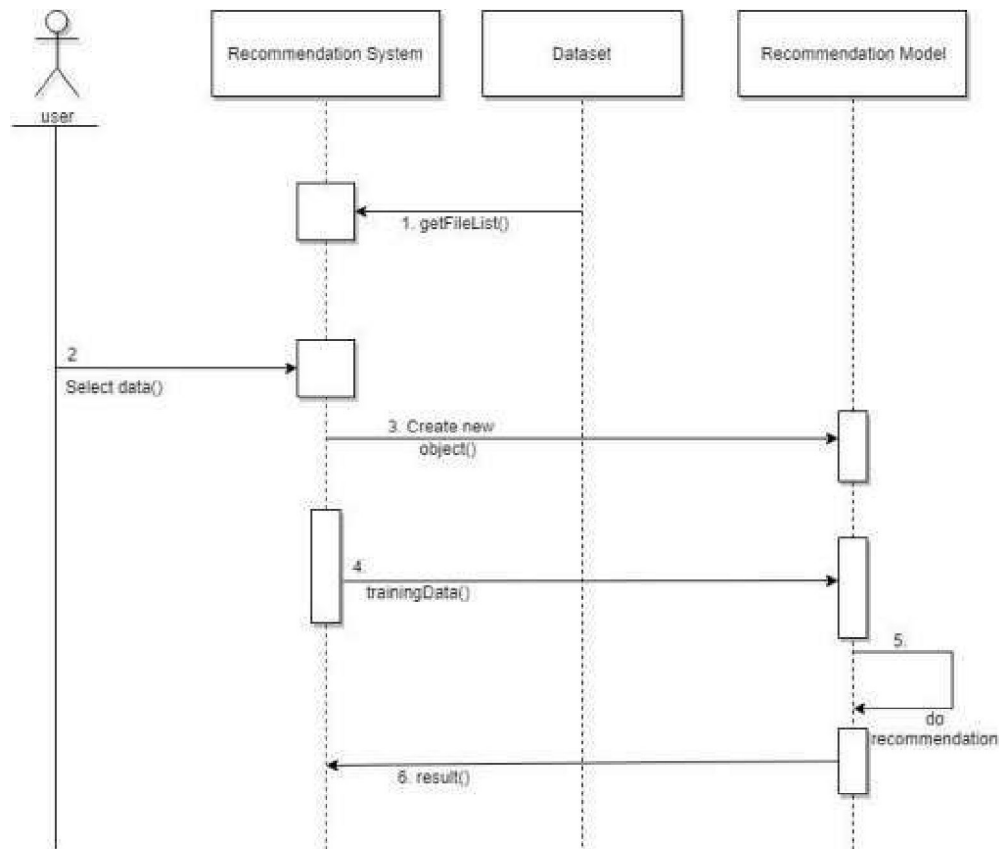 Recommendation System
Dataset
Recommendation Model
user
1. getFileList()
2
Select data()
3. Create new
object()
4.
trainingData()
5.
do
recommendation
6. result()